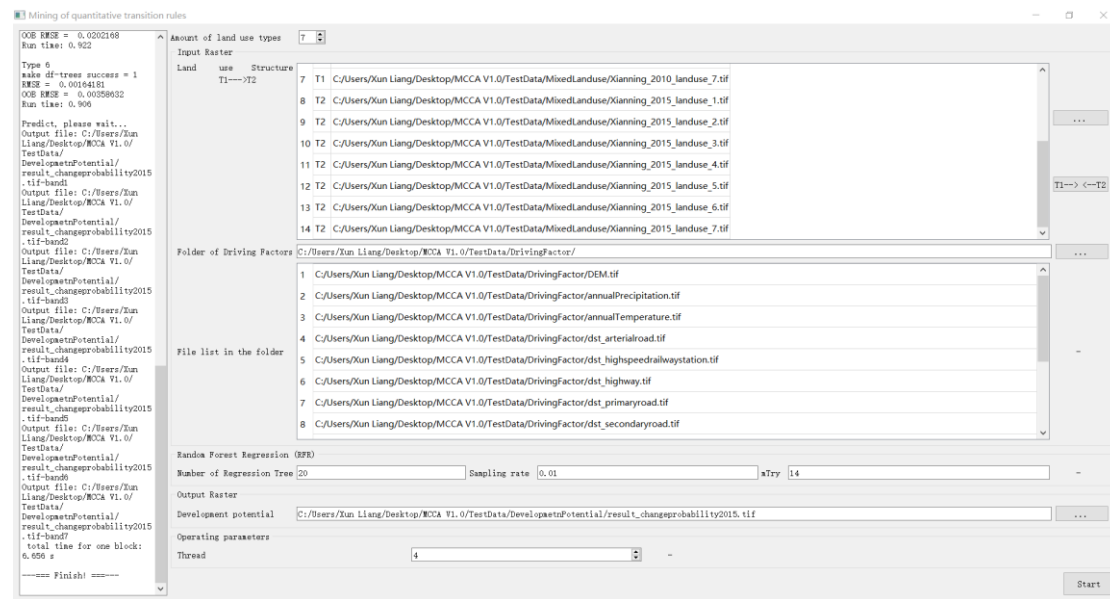 Mining of quantitative transition rules
OOB RMSE =  0.0202168
Run time: 0.922
Type 6
make df-trees success = 1
RMSE =  0.00164181
OOB RMSE =  0.00358632
Run time: 0.906
Predict, please wait...
Output file: C:/Users/Xun
Liang/Desktop/MCCA V1.0/
TestData/
DevelopmetnPotential/
result_changeprobability2015
.tif-band1
Output file: C:/Users/Xun
Liang/Desktop/MCCA V1.0/
TestData/
DevelopmetnPotential/
result_changeprobability2015
.tif-band2
Output file: C:/Users/Xun
Liang/Desktop/MCCA V1.0/
TestData/
DevelopmetnPotential/
result_changeprobability2015
.tif-band3
Output file: C:/Users/Xun
Liang/Desktop/MCCA V1.0/
TestData/
DevelopmetnPotential/
result_changeprobability2015
.tif-band4
Output file: C:/Users/Xun
Liang/Desktop/MCCA V1.0/
TestData/
DevelopmetnPotential/
result_changeprobability2015
.tif-band5
Output file: C:/Users/Xun
Liang/Desktop/MCCA V1.0/
TestData/
DevelopmetnPotential/
result_changeprobability2015
.tif-band6
Output file: C:/Users/Xun
Liang/Desktop/MCCA V1.0/
TestData/
DevelopmetnPotential/
result_changeprobability2015
.tif-band7
total time for one block:
6.656 s
---=== Finish! ===---
Amount of land use types 7
Input Raster
Land use Structure
T1--->T2
7 T1 C:/Users/Xun Liang/Desktop/MCCA V1.0/TestData/MixedLanduse/Xianning_2010_landuse_7.tif
8 T2 C:/Users/Xun Liang/Desktop/MCCA V1.0/TestData/MixedLanduse/Xianning_2015_landuse_1.tif
9 T2 C:/Users/Xun Liang/Desktop/MCCA V1.0/TestData/MixedLanduse/Xianning_2015_landuse_2.tif
10 T2 C:/Users/Xun Liang/Desktop/MCCA V1.0/TestData/MixedLanduse/Xianning_2015_landuse_3.tif
11 T2 C:/Users/Xun Liang/Desktop/MCCA V1.0/TestData/MixedLanduse/Xianning_2015_landuse_4.tif
12 T2 C:/Users/Xun Liang/Desktop/MCCA V1.0/TestData/MixedLanduse/Xianning_2015_landuse_5.tif
13 T2 C:/Users/Xun Liang/Desktop/MCCA V1.0/TestData/MixedLanduse/Xianning_2015_landuse_6.tif
14 T2 C:/Users/Xun Liang/Desktop/MCCA V1.0/TestData/MixedLanduse/Xianning_2015_landuse_7.tif
...
T1--> <--T2
Folder of Driving Factors C:/Users/Xun Liang/Desktop/MCCA V1.0/TestData/DrivingFactor/ ...
File list in the folder
1 C:/Users/Xun Liang/Desktop/MCCA V1.0/TestData/DrivingFactor/DEM.tif
2 C:/Users/Xun Liang/Desktop/MCCA V1.0/TestData/DrivingFactor/annualPrecipitation.tif
3 C:/Users/Xun Liang/Desktop/MCCA V1.0/TestData/DrivingFactor/annualTemperature.tif
4 C:/Users/Xun Liang/Desktop/MCCA V1.0/TestData/DrivingFactor/dst_arterialroad.tif
5 C:/Users/Xun Liang/Desktop/MCCA V1.0/TestData/DrivingFactor/dst_highspeedrailwaystation.tif
6 C:/Users/Xun Liang/Desktop/MCCA V1.0/TestData/DrivingFactor/dst_highway.tif
7 C:/Users/Xun Liang/Desktop/MCCA V1.0/TestData/DrivingFactor/dst_primaryroad.tif
8 C:/Users/Xun Liang/Desktop/MCCA V1.0/TestData/DrivingFactor/dst_secondaryroad.tif
-
Random Forest Regression (RFR)
Number of Regression Tree 20 Sampling rate 0.01 mTry 14 -
Output Raster
Development potential C:/Users/Xun Liang/Desktop/MCCA V1.0/TestData/DevelopmetnPotential/result_changeprobability2015.tif ...
Operating parameters
Thread 4 -
Start